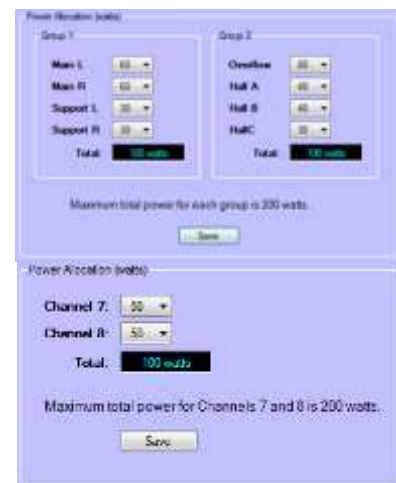 Power Allocation (watts)
Group 1
Main L
Main R
Support L
Support R
Total: watts
Group 2
Overflow
Hall A 40
Hall B 40
HallC
Total: watts
Maximum total power for each group is 200 watts.
Save
Power Allocation (watts)
Channel 7: 50
Channel 8: 50
Total: 100 watts
Maximum total power for Channels 7 and 8 is 200 watts.
Save